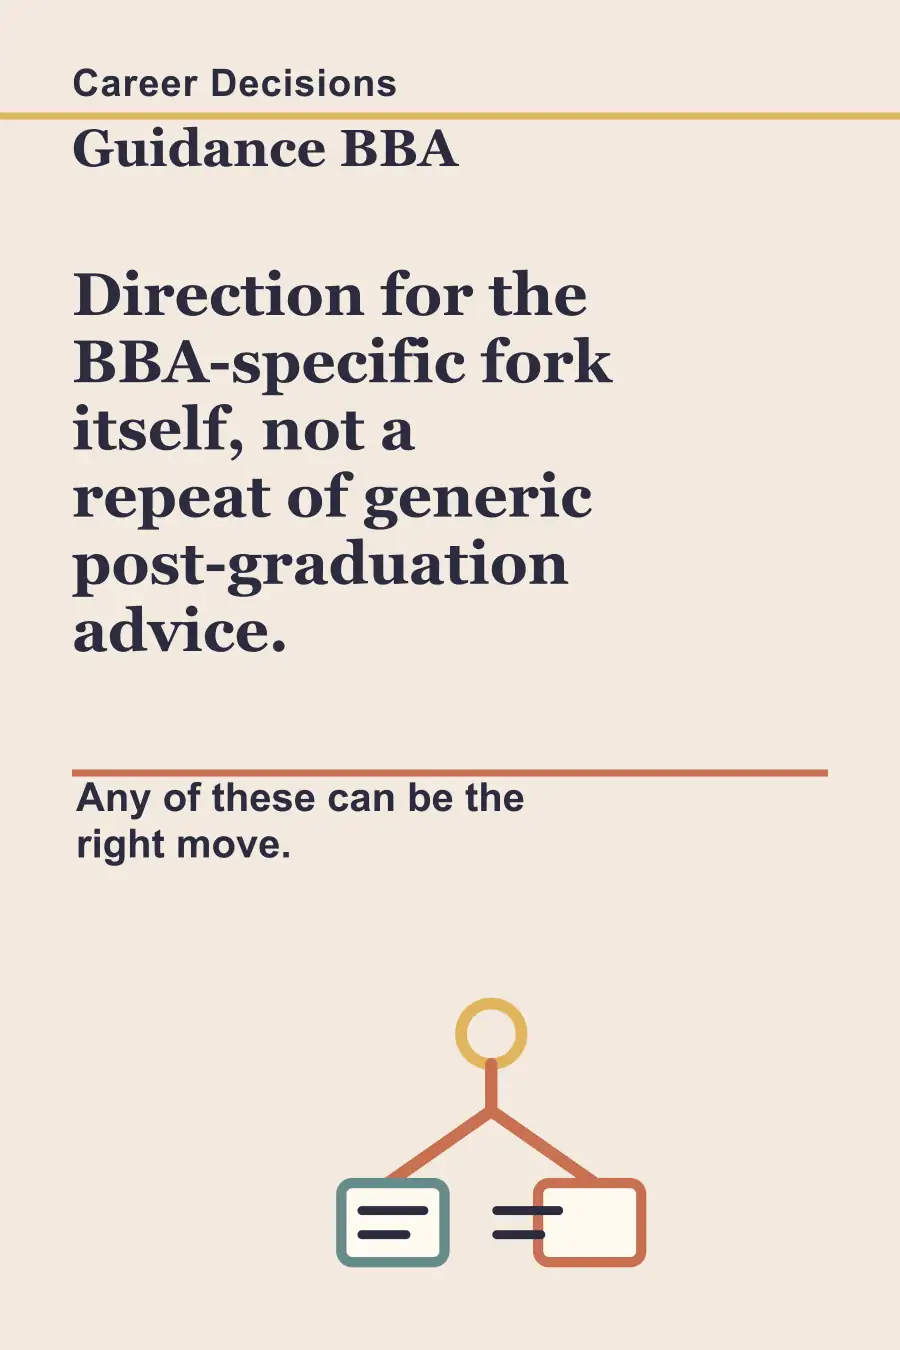 Career Decisions
Guidance BBA
Direction for the
BBA-specific fork
itself, not a
repeat of generic
post-graduation
advice.
Any of these can be the
right move.